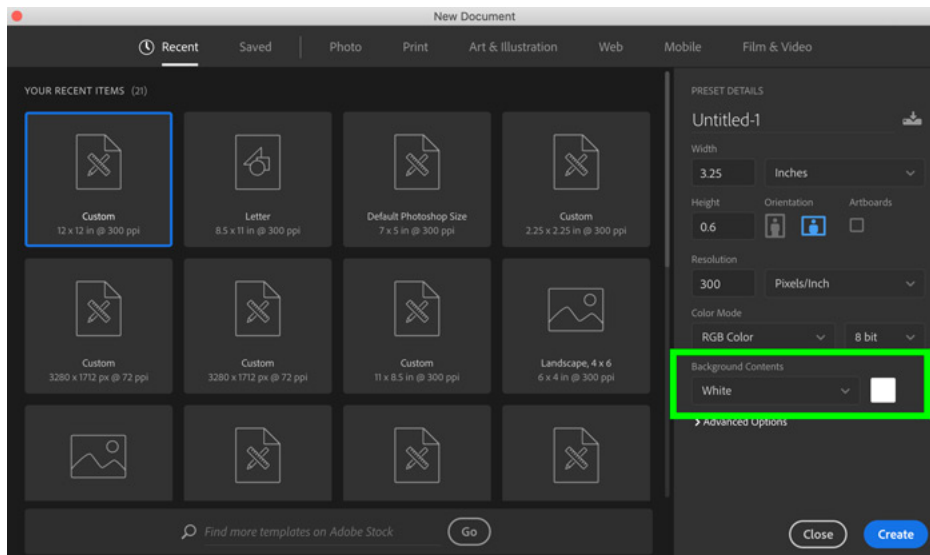 New Document
Recent Saved Photo Print Art & Illustration Web Mobile Film & Video
YOUR RECENT ITEMS (21)
Custom
12 x 12 in @ 300 ppi
Letter
8.5 x 11 in @ 300 ppi
Default Photoshop Size
7 x 5 in @ 300 ppi
Custom
2.25 x 2.25 in @ 300 ppi
Custom
3280 x 1712 px @ 72 ppi
Custom
3280 x 1712 px @ 72 ppi
Custom
11 x 8.5 in @ 300 ppi
Landscape, 4 x 6
6 x 4 in @ 300 ppi
Find more templates on Adobe Stock
Go
PRESET DETAILS
Untitled-1
Width
3.25 Inches
Height Orientation Artboards
0.6
Resolution
300 Pixels/Inch
Color Mode
RGB Color 8 bit
Background Contents
White
Advanced Options
Close Create